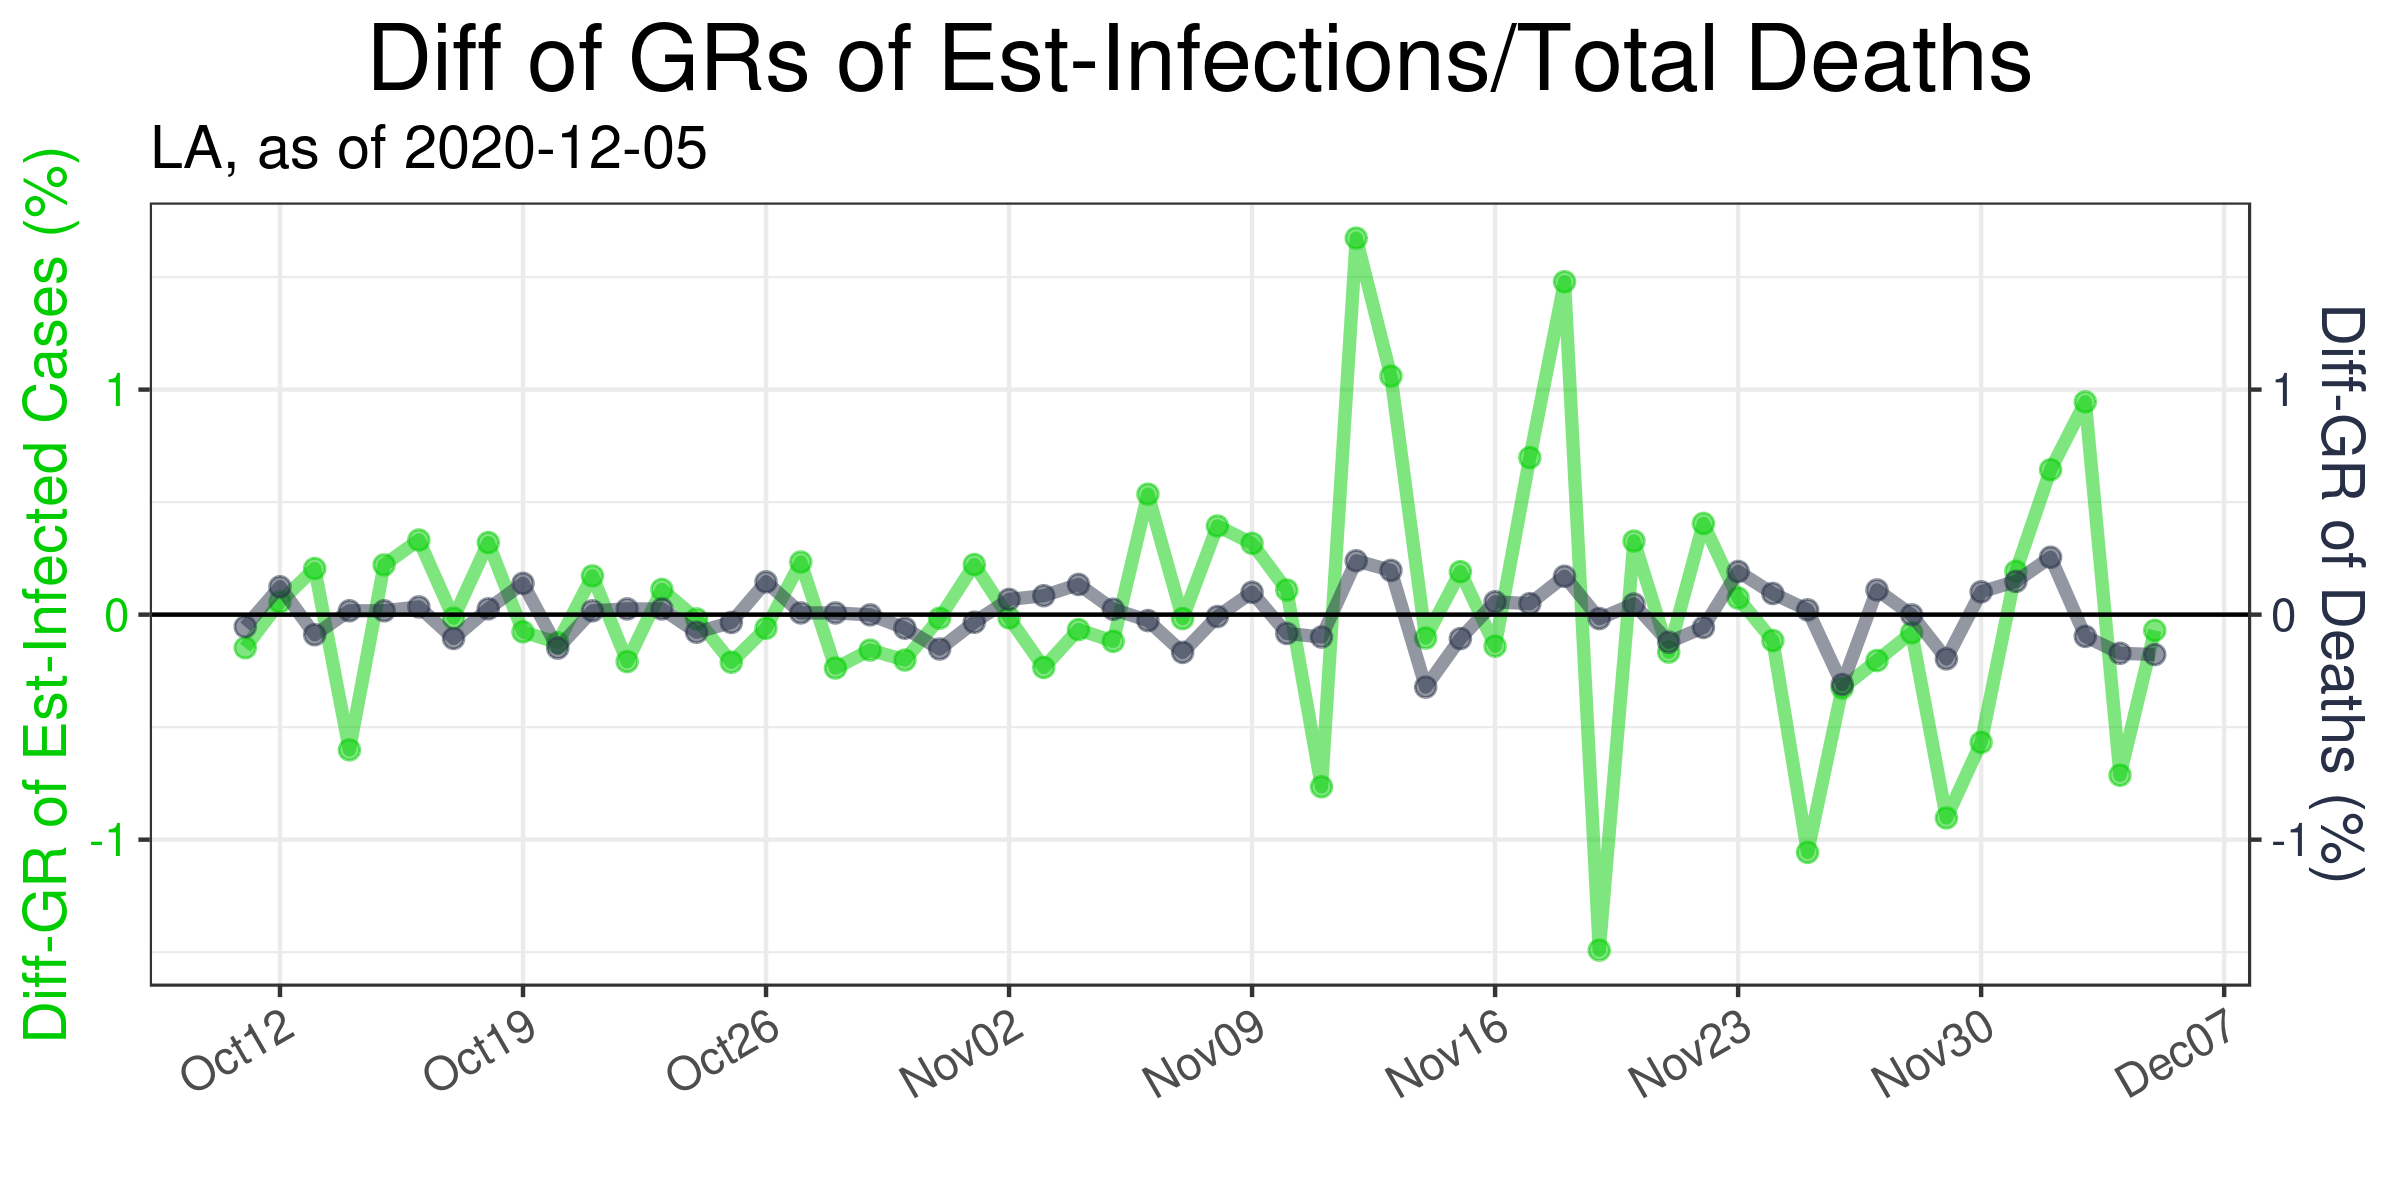 Diff of GRs of Est-Infections/Total Deaths
LA, as of 2020-12-05
Diff-GR of Est-Infected Cases (%)
1
0
-1
1
0
-1
Diff-GR of Deaths (%)
Oct12
Oct19
Oct26
Nov02
Nov09
Nov16
Nov23
Nov30
Dec07